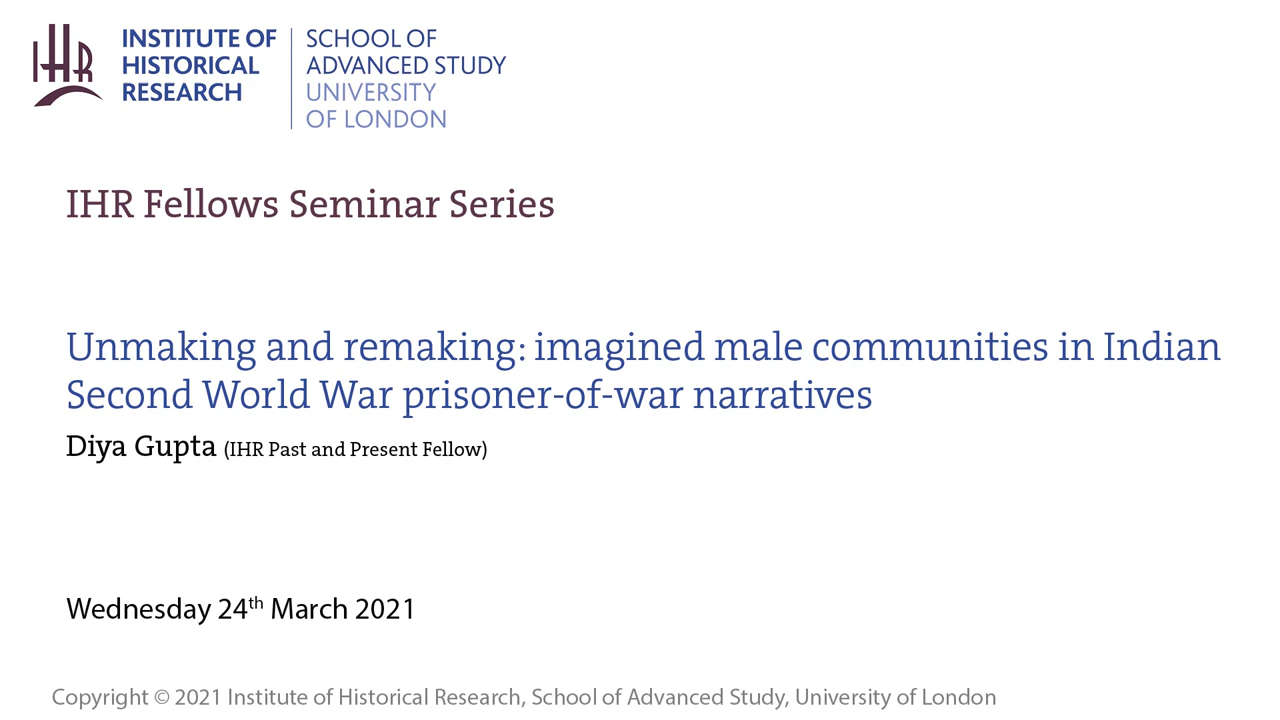 IHR
INSTITUTE OF
HISTORICAL
RESEARCH
SCHOOL OF
ADVANCED STUDY
UNIVERSITY
OF LONDON
IHR Fellows Seminar Series
Unmaking and remaking: imagined male communities in Indian
Second World War prisoner-of-war narratives
Diya Gupta (IHR Past and Present Fellow)
Wednesday 24th March 2021
Copyright © 2021 Institute of Historical Research, School of Advanced Study, University of London